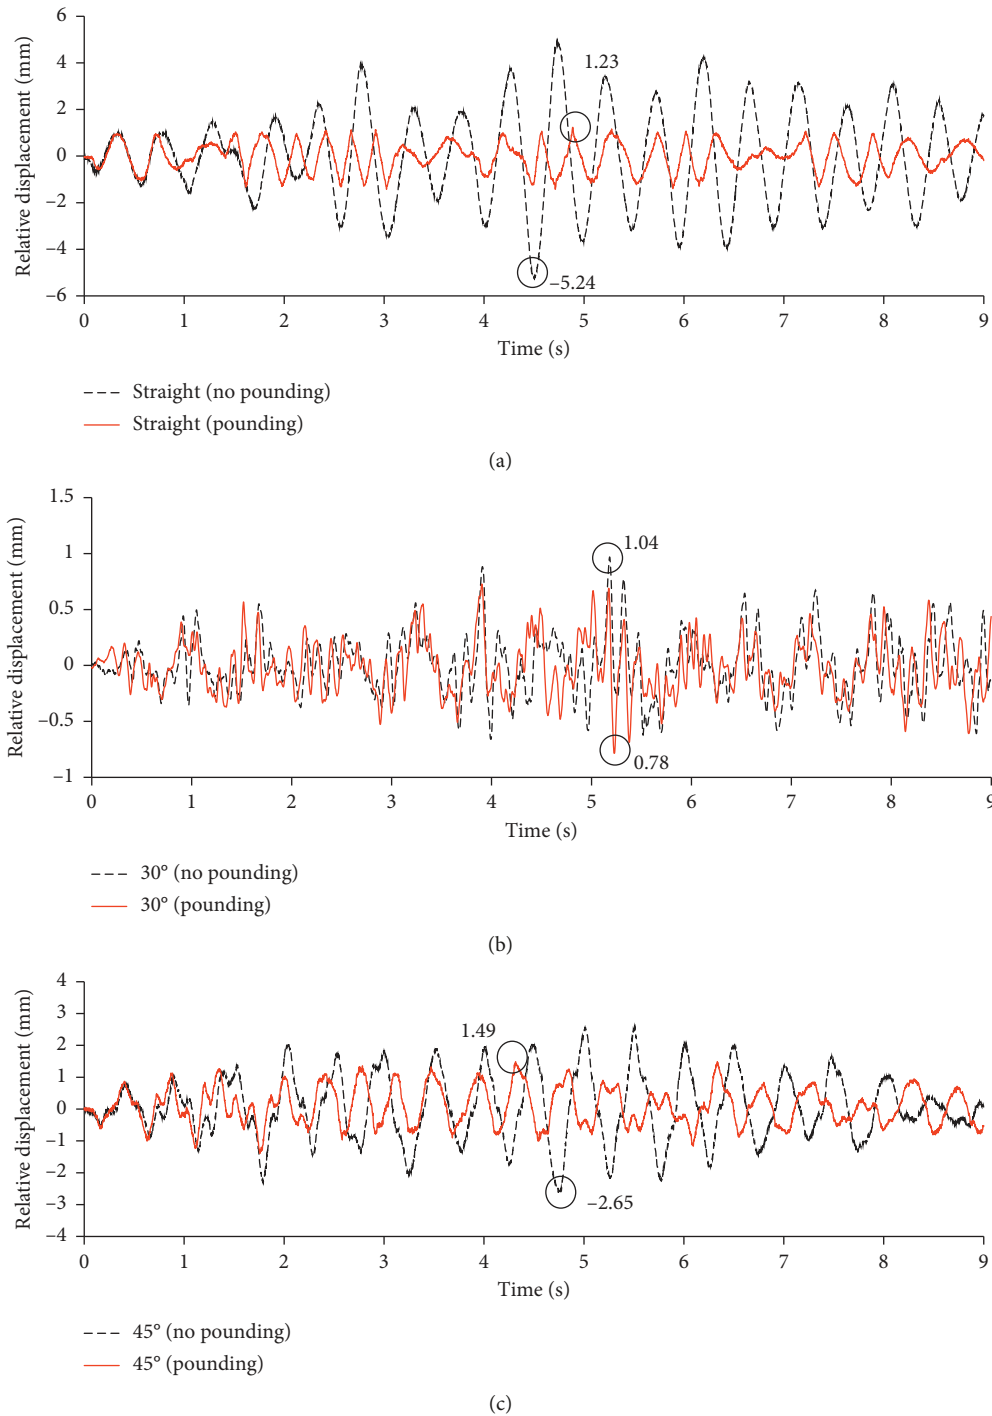 Relative displacement (mm)
6
4
2
0
−2
−4
−6
1.23
−5.24
0 1 2 3 4 5 6 7 8 9
Time (s)
Straight (no pounding)
Straight (pounding)
(a)
Relative displacement (mm)
1.5
1
0.5
0
−0.5
−1
1.04
0.78
0 1 2 3 4 5 6 7 8 9
Time (s)
30° (no pounding)
30° (pounding)
(b)
Relative displacement (mm)
4
3
2
1
0
−1
−2
−3
−4
1.49
−2.65
0 1 2 3 4 5 6 7 8 9
Time (s)
45° (no pounding)
45° (pounding)
(c)